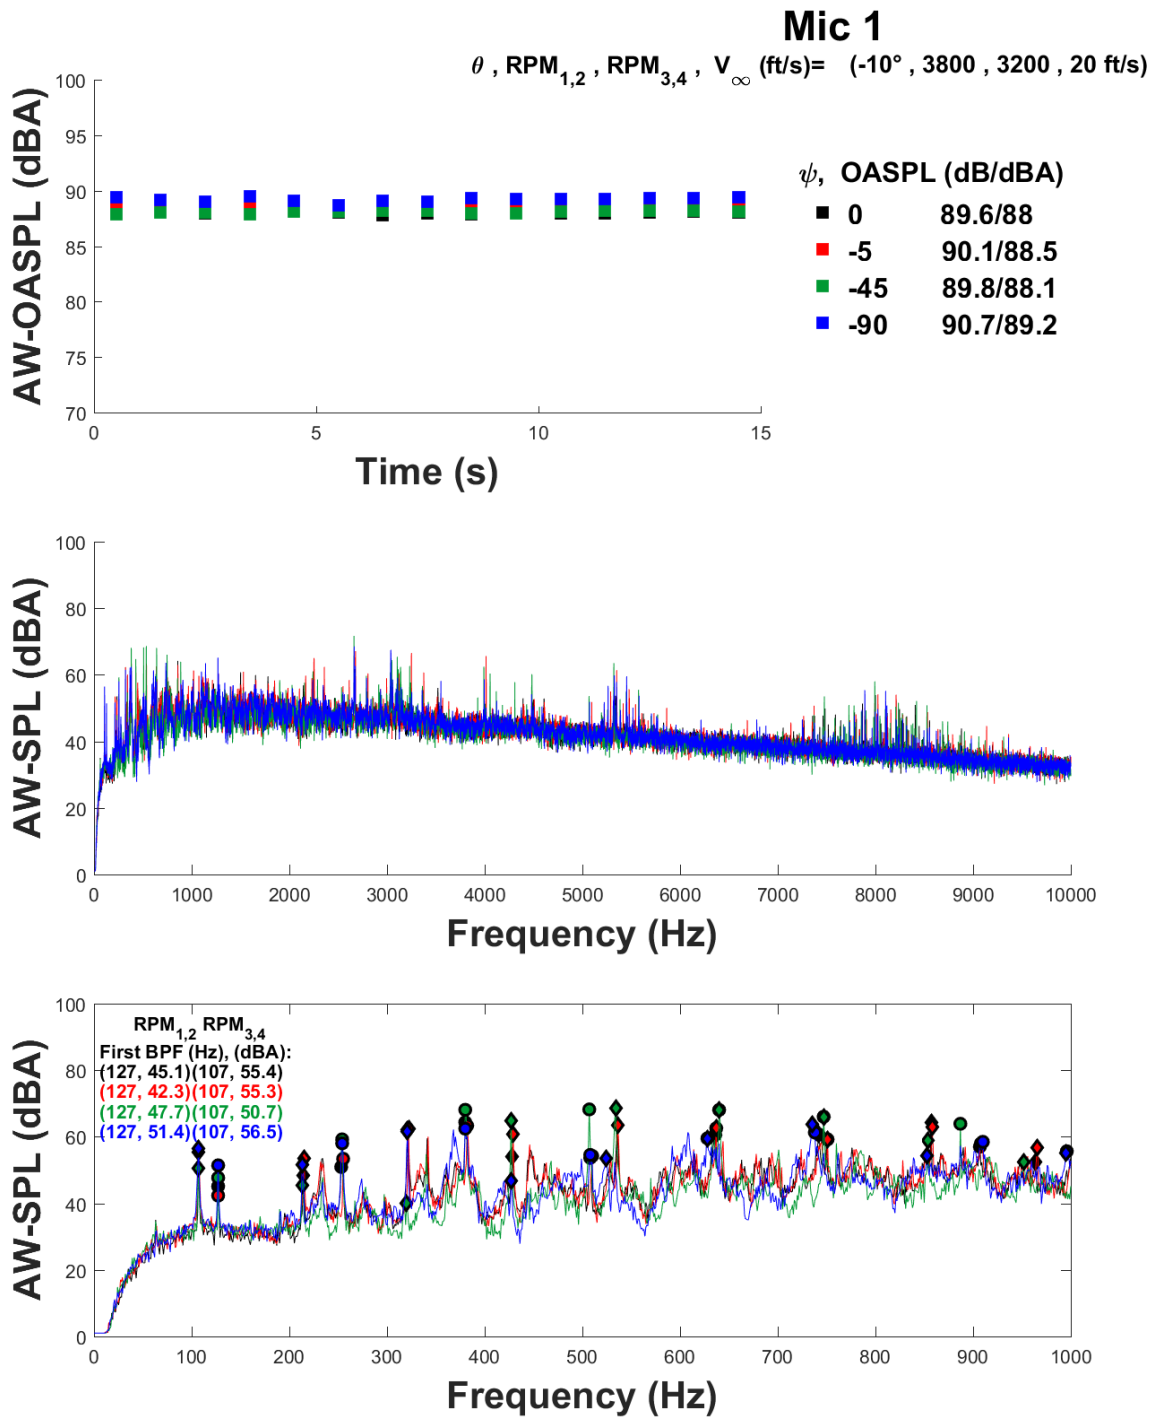 Mic 1
θ , RPM1,2 , RPM3,4 , V∞ (ft/s)= (-10° , 3800 , 3200 , 20 ft/s)
AW-OASPL (dBA)
100
95
90
85
80
75
70
0 5 10 15
Time (s)
ψ, OASPL (dB/dBA)
0 89.6/88
-5 90.1/88.5
-45 89.8/88.1
-90 90.7/89.2
AW-SPL (dBA)
100
80
60
40
20
0
0 1000 2000 3000 4000 5000 6000 7000 8000 9000 10000
Frequency (Hz)
AW-SPL (dBA)
100
80
60
40
20
0
RPM1,2 RPM3,4
First BPF (Hz), (dBA):
(127, 45.1)(107, 55.4)
(127, 42.3)(107, 55.3)
(127, 47.7)(107, 50.7)
(127, 51.4)(107, 56.5)
0 100 200 300 400 500 600 700 800 900 1000
Frequency (Hz)